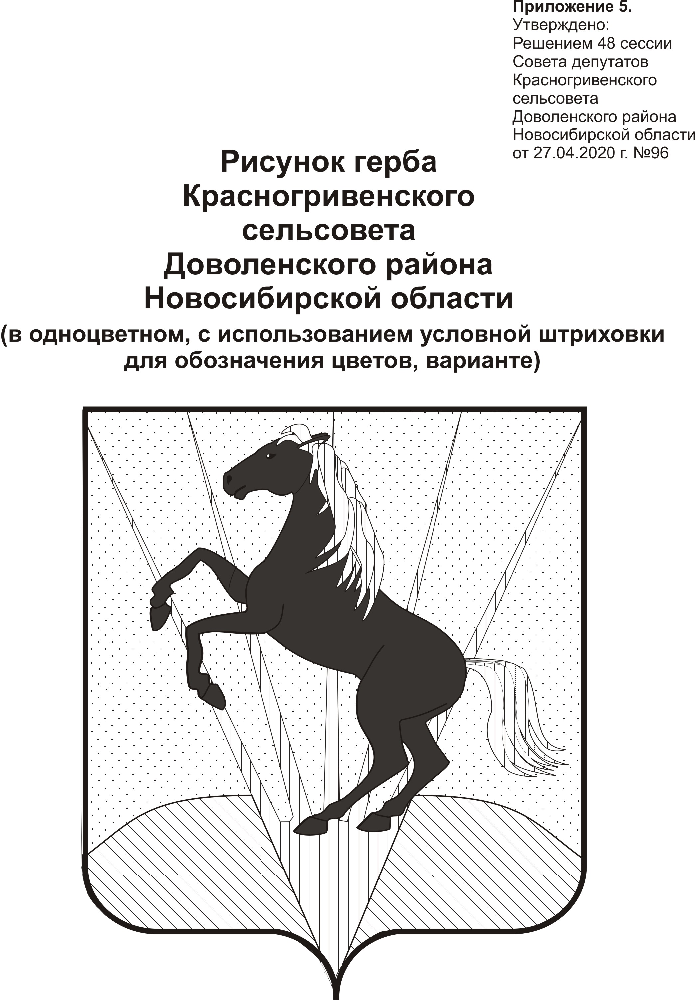 Приложение 5.
Утверждено:
Решением 48 сессии
Совета депутатов
Красногривенского
сельсовета
Доволенского района
Новосибирской области
от 27.04.2020 г. №96
Рисунок герба
Красногривенского
сельсовета
Доволенского района
Новосибирской области
(в одноцветном, с использованием условной штриховки
для обозначения цветов, варианте)